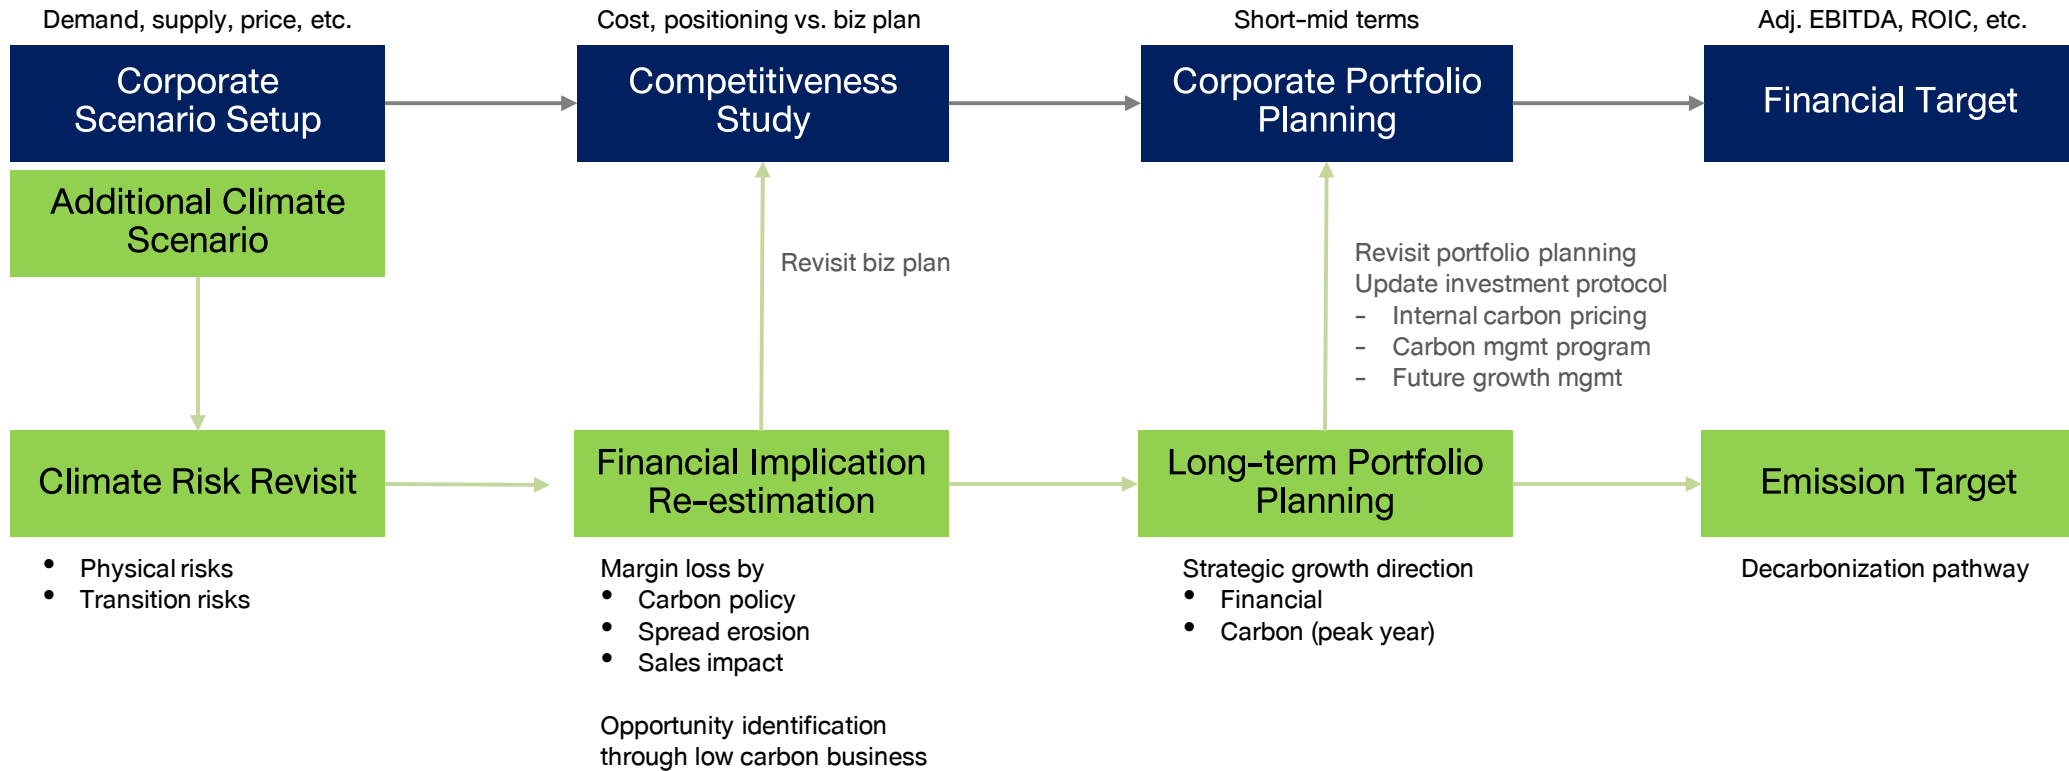 Demand, supply, price, etc.
Cost, positioning vs. biz plan
Short-mid terms
Adj. EBITDA, ROIC, etc.
Corporate
Scenario Setup
Competitiveness
Study
Corporate Portfolio
Planning
Financial Target
Additional Climate
Scenario
Revisit biz plan
Revisit portfolio planning
Update investment protocol
- Internal carbon pricing
- Carbon mgmt program
- Future growth mgmt
Climate Risk Revisit
Financial Implication
Re-estimation
Long-term Portfolio
Planning
Emission Target
• Physical risks
• Transition risks
Margin loss by
• Carbon policy
• Spread erosion
• Sales impact
Opportunity identification
through low carbon business
Strategic growth direction
• Financial
• Carbon (peak year)
Decarbonization pathway